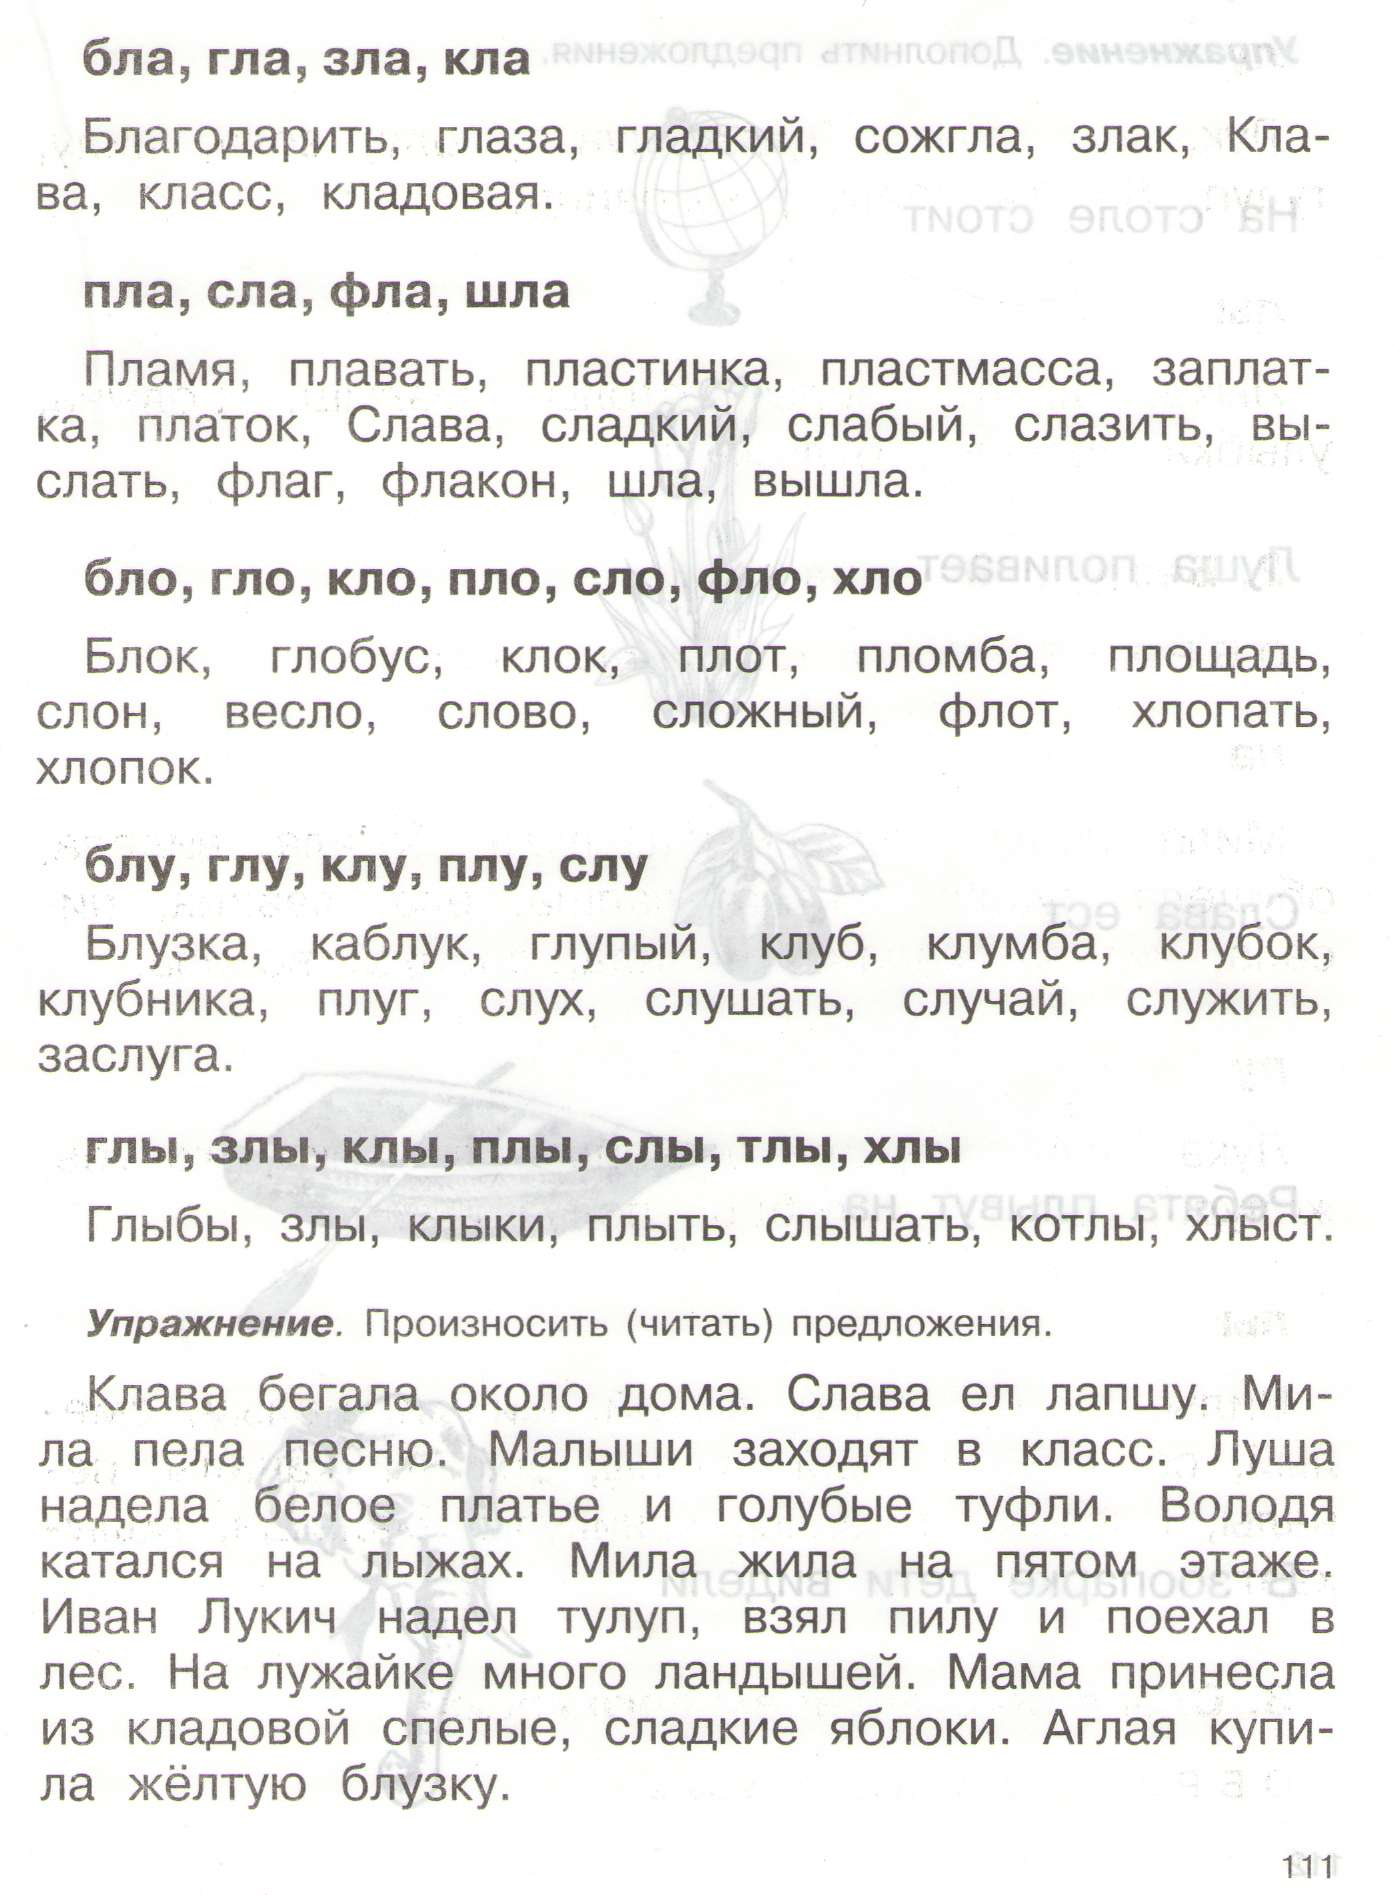 бла, гла, зла, кла
Благодарить, глаза, гладкий, сожгла, злак, Кла-
ва, класс, кладовая.
пла, сла, фла, шла
Пламя, плавать, пластинка, пластмасса, заплат-
ка, платок, Слава, сладкий, слабый, слазить, вы-
слать, флаг, флакон, шла, вышла.
бло, гло, кло, пло, сло, фло, хло
Блок, глобус, клок, плот, пломба, площадь,
слон, весло, слово, сложный, флот, хлопать,
хлопок.
блу, глу, клу, плу, слу
Блузка, каблук, глупый, клуб, клумба, клубок,
клубника, плуг, слух, слушать, случай, служить,
заслуга.
глы, злы, клы, плы, слы, тлы, хлы
Глыбы, злы, клыки, плыть, слышать, котлы, хлыст.
Упражнение. Произносить (читать) предложения.
Клава бегала около дома. Слава ел лапшу. Ми-
ла пела песню. Малыши заходят в класс. Луша
надела белое платье и голубые туфли. Володя
катался на лыжах. Мила жила на пятом этаже.
Иван Лукич надел тулуп, взял пилу и поехал в
лес. На лужайке много ландышей. Мама принесла
из кладовой спелые, сладкие яблоки. Аглая купи-
ла жёлтую блузку.
111